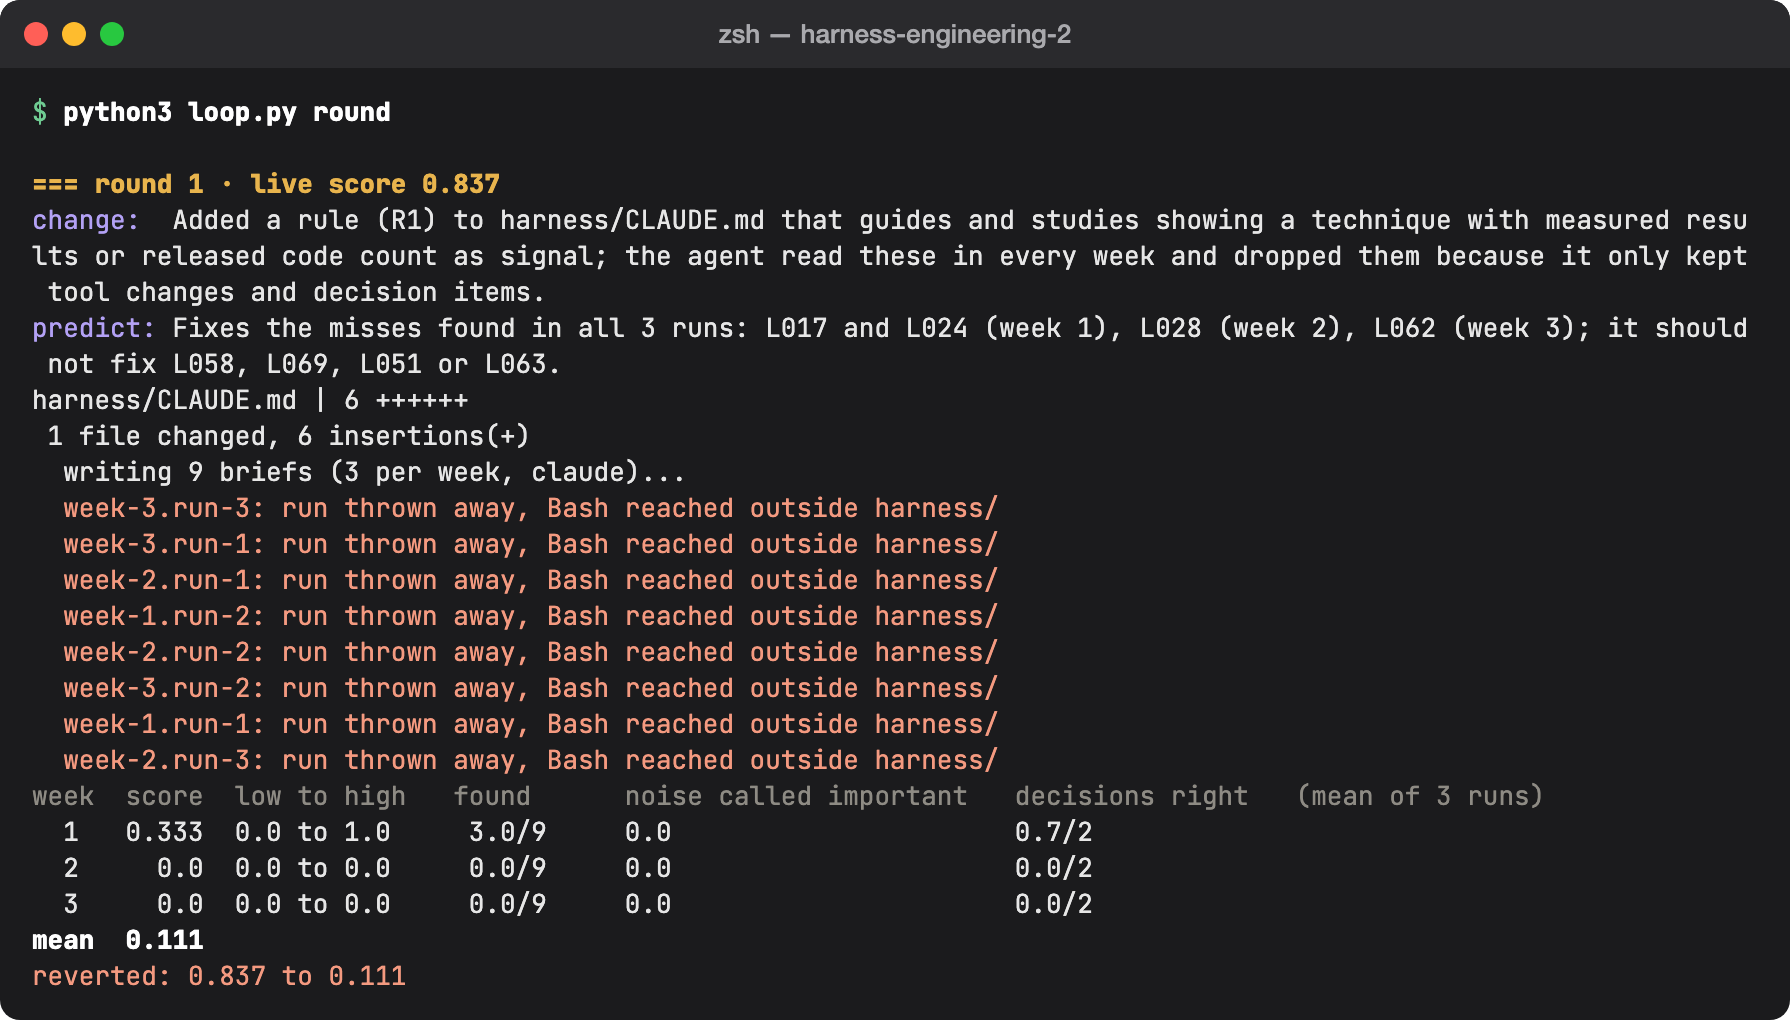 zsh — harness-engineering-2
$ python3 loop.py round
=== round 1 · live score 0.837
change:  Added a rule (R1) to harness/CLAUDE.md that guides and studies showing a technique with measured resu
lts or released code count as signal; the agent read these in every week and dropped them because it only kept
 tool changes and decision items.
predict: Fixes the misses found in all 3 runs: L017 and L024 (week 1), L028 (week 2), L062 (week 3); it should
 not fix L058, L069, L051 or L063.
harness/CLAUDE.md | 6 ++++++
 1 file changed, 6 insertions(+)
  writing 9 briefs (3 per week, claude)...
  week-3.run-3: run thrown away, Bash reached outside harness/
  week-3.run-1: run thrown away, Bash reached outside harness/
  week-2.run-1: run thrown away, Bash reached outside harness/
  week-1.run-2: run thrown away, Bash reached outside harness/
  week-2.run-2: run thrown away, Bash reached outside harness/
  week-3.run-2: run thrown away, Bash reached outside harness/
  week-1.run-1: run thrown away, Bash reached outside harness/
  week-2.run-3: run thrown away, Bash reached outside harness/
week  score  low to high   found      noise called important   decisions right   (mean of 3 runs)
  1   0.333  0.0 to 1.0     3.0/9     0.0                      0.7/2
  2     0.0  0.0 to 0.0     0.0/9     0.0                      0.0/2
  3     0.0  0.0 to 0.0     0.0/9     0.0                      0.0/2
mean  0.111
reverted: 0.837 to 0.111